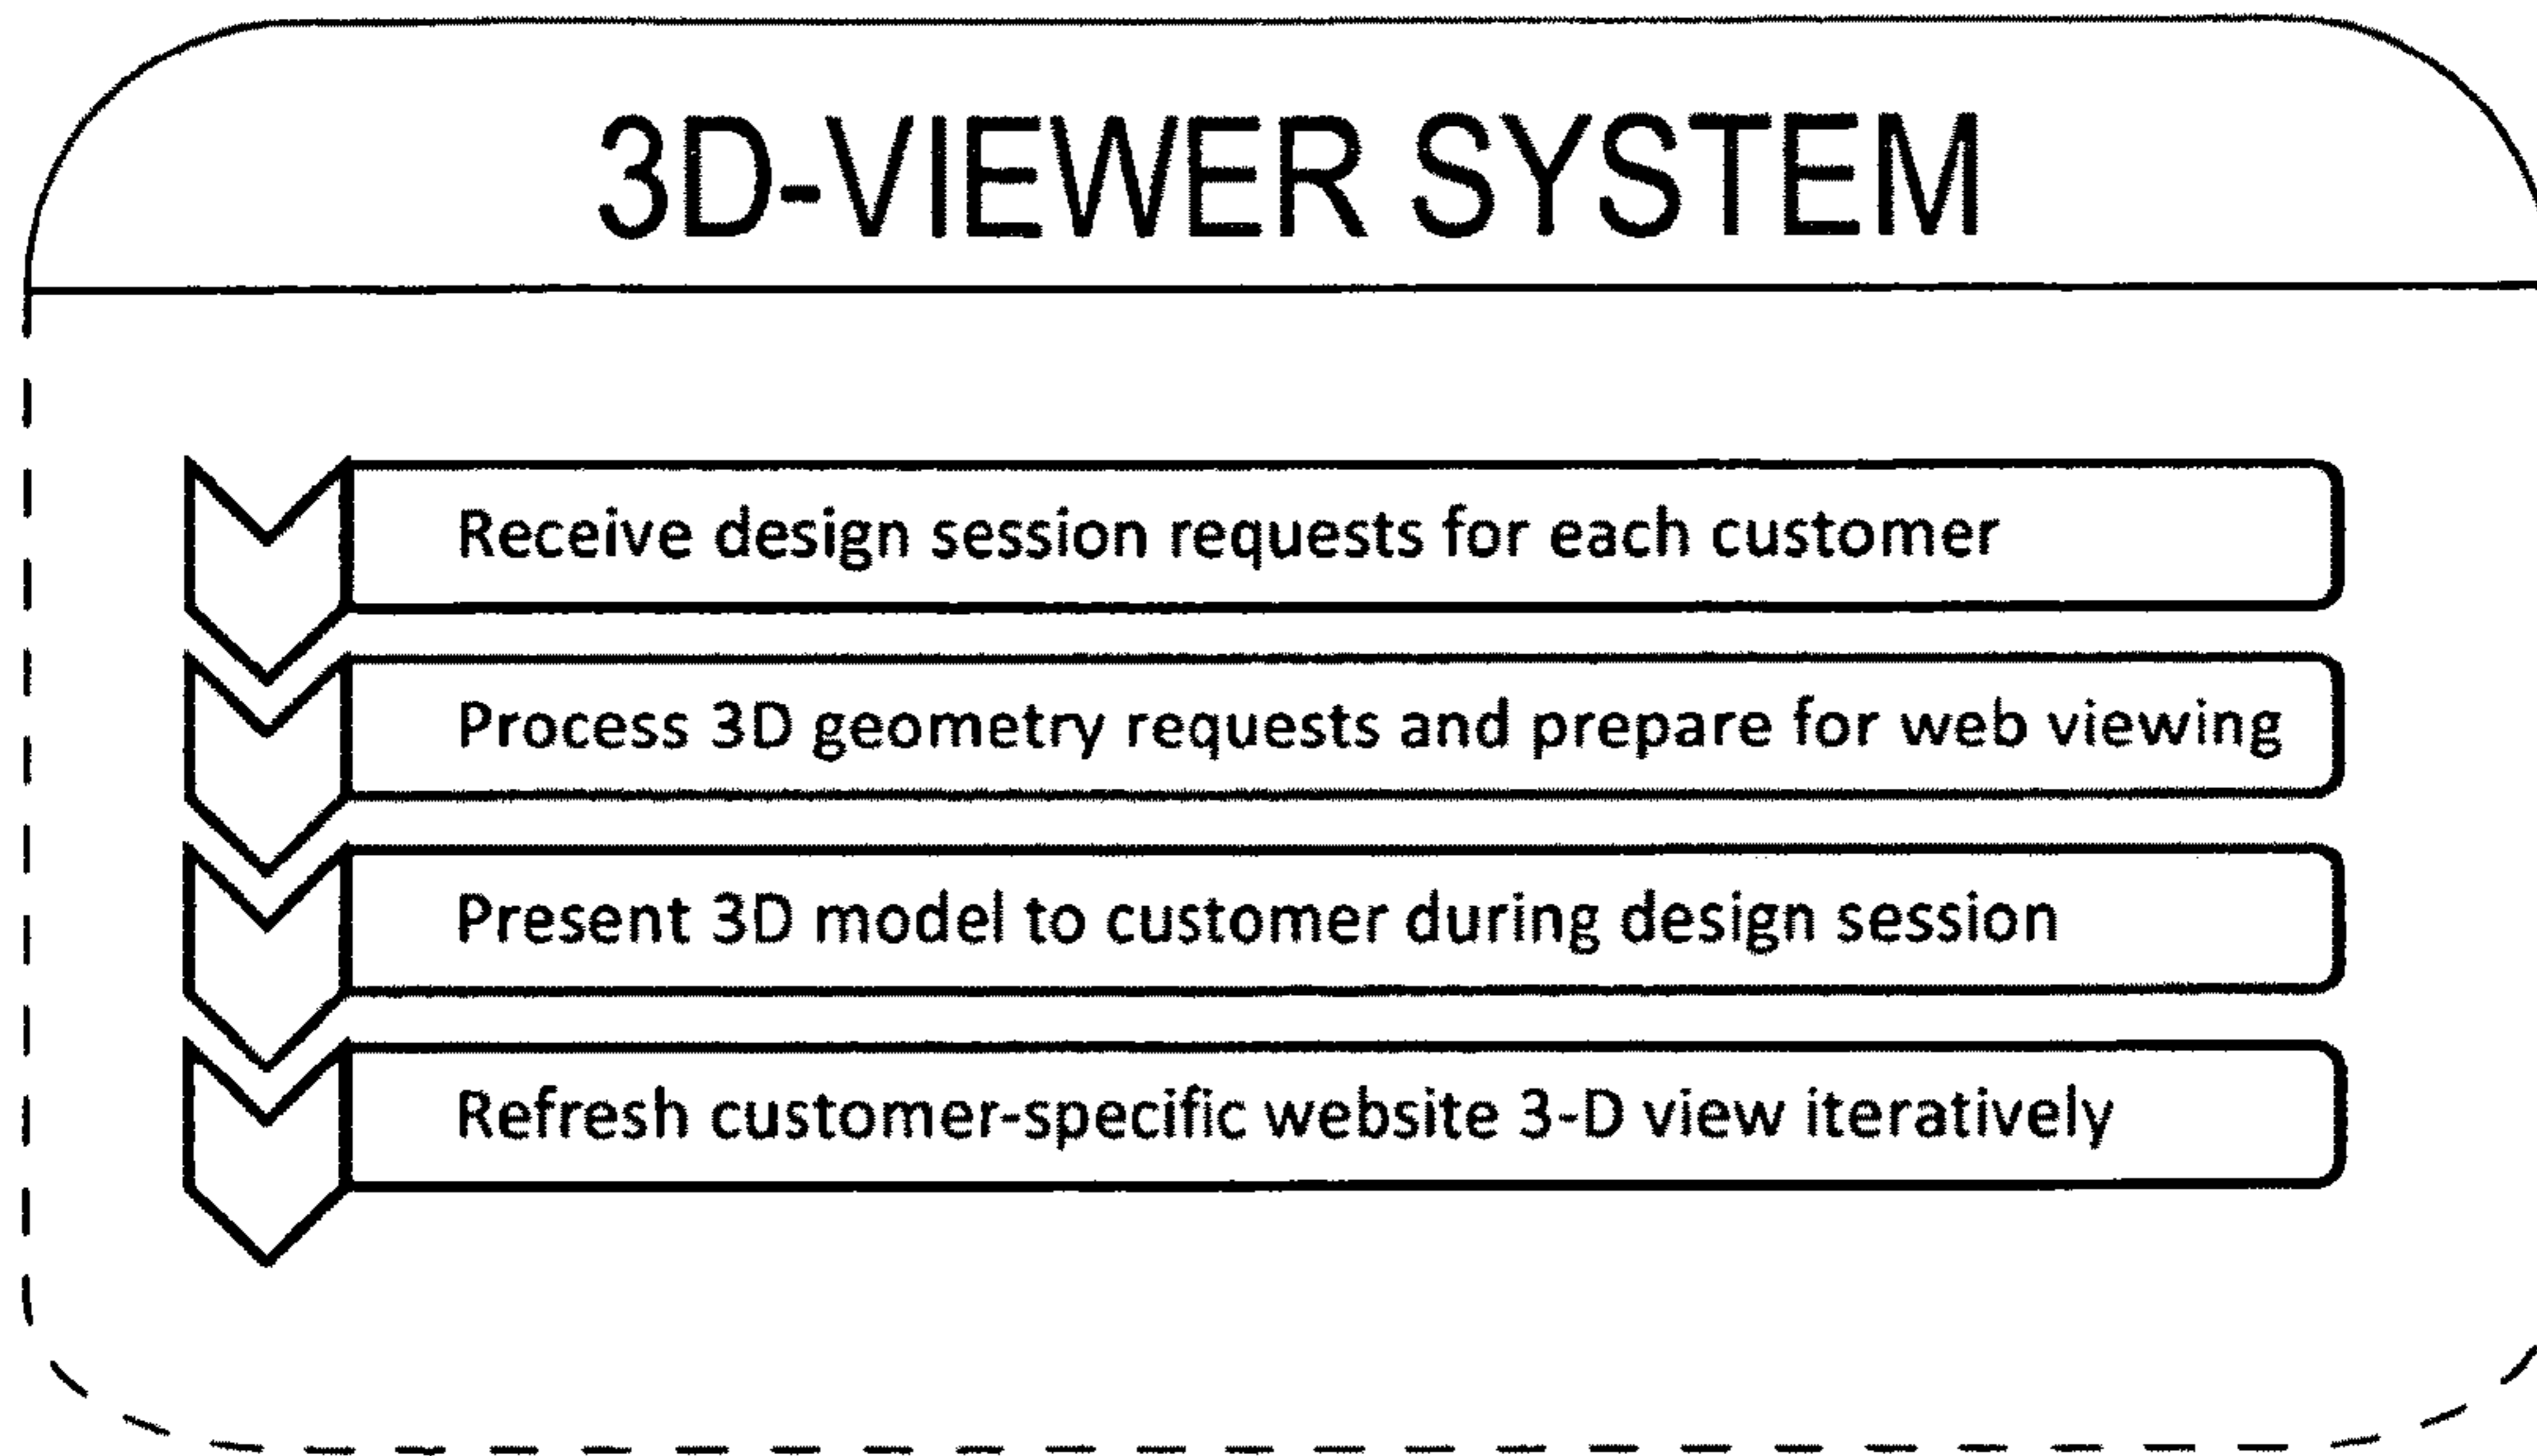 3D-VIEWER SYSTEM
Receive design session requests for each customer
Process 3D geometry requests and prepare for web viewing
Present 3D model to customer during design session
Refresh customer-specific website 3-D view iteratively